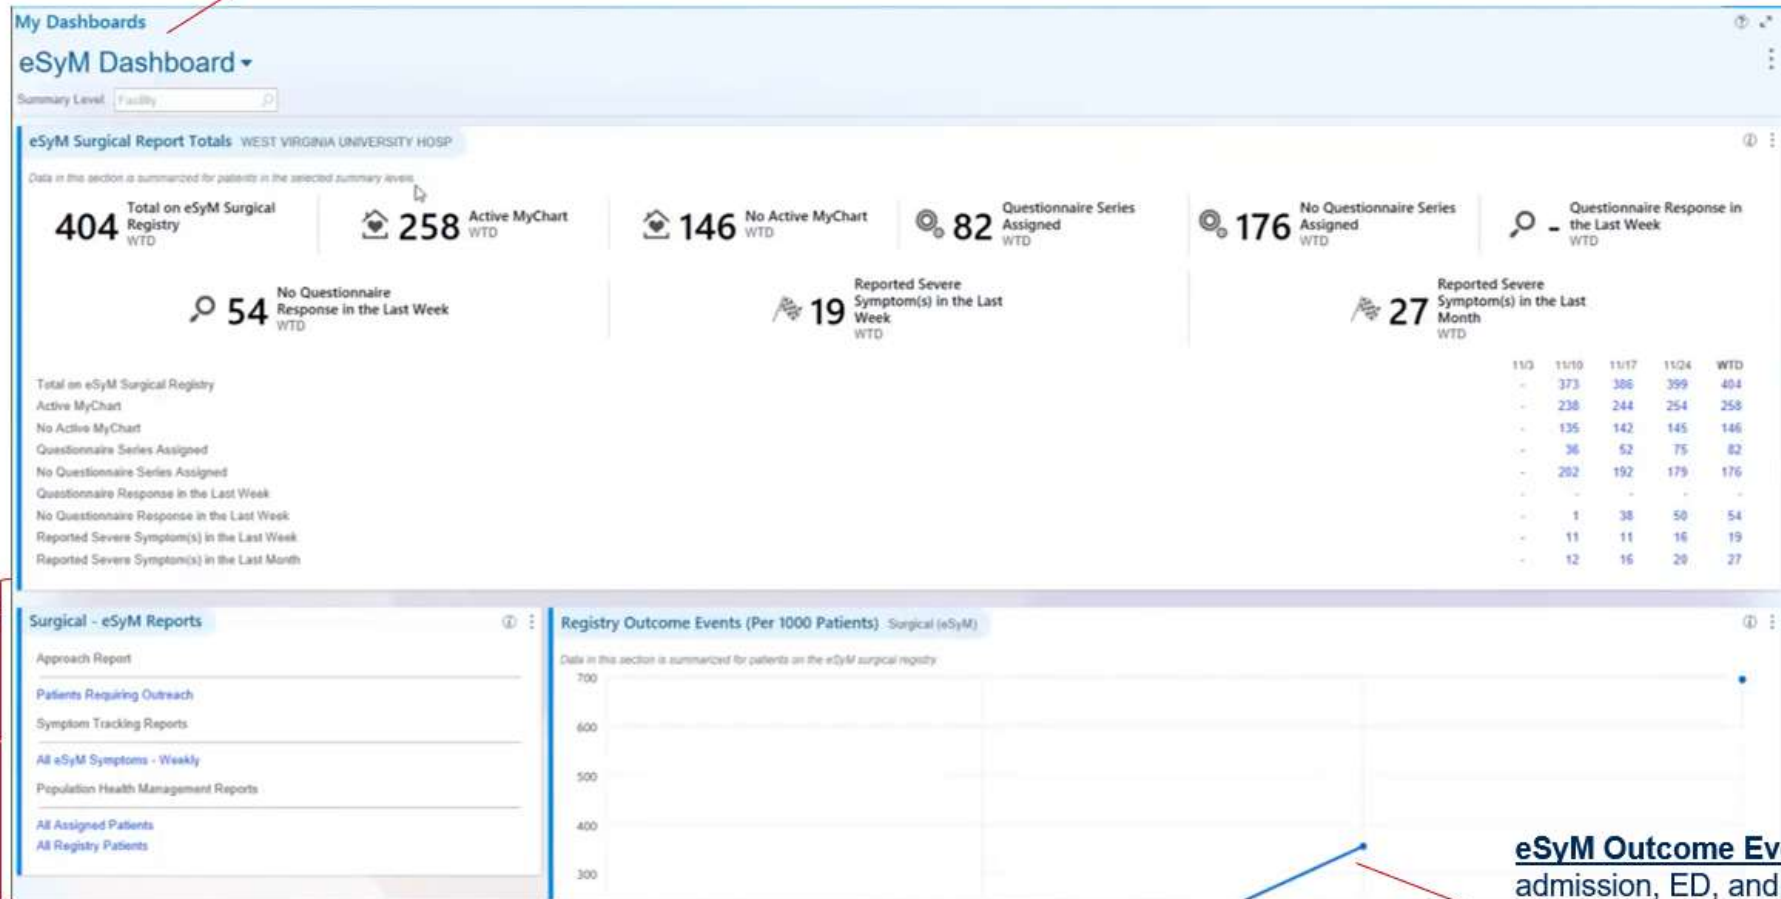 My Dashboards
eSyM Dashboard
Summary Level Facility
eSyM Surgical Report Totals WEST VIRGINIA UNIVERSITY HOSP
Data in this section is summarized for patients in the selected summary levels.
404 Total on eSyM Surgical Registry WTD
258 Active MyChart WTD
146 No Active MyChart WTD
82 Questionnaire Series Assigned WTD
176 No Questionnaire Series Assigned WTD
- Questionnaire Response in the Last Week WTD
54 No Questionnaire Response in the Last Week WTD
19 Reported Severe Symptom(s) in the Last Week WTD
27 Reported Severe Symptom(s) in the Last Month WTD
11/3 11/10 11/17 11/24 WTD
Total on eSyM Surgical Registry - 373 386 399 404
Active MyChart - 238 244 254 258
No Active MyChart - 135 142 145 146
Questionnaire Series Assigned - 36 52 75 82
No Questionnaire Series Assigned - 202 192 179 176
Questionnaire Response in the Last Week - - - - -
No Questionnaire Response in the Last Week - 1 38 50 54
Reported Severe Symptom(s) in the Last Week - 11 11 16 19
Reported Severe Symptom(s) in the Last Month - 12 16 20 27
Surgical - eSyM Reports
Approach Report
Patients Requiring Outreach
Symptom Tracking Reports
All eSyM Symptoms - Weekly
Population Health Management Reports
All Assigned Patients
All Registry Patients
Registry Outcome Events (Per 1000 Patients) Surgical (eSyM)
Data in this section is summarized for patients on the eSyM surgical registry.
700
600
500
400
300
eSyM Outcome Ev
admission, ED, and